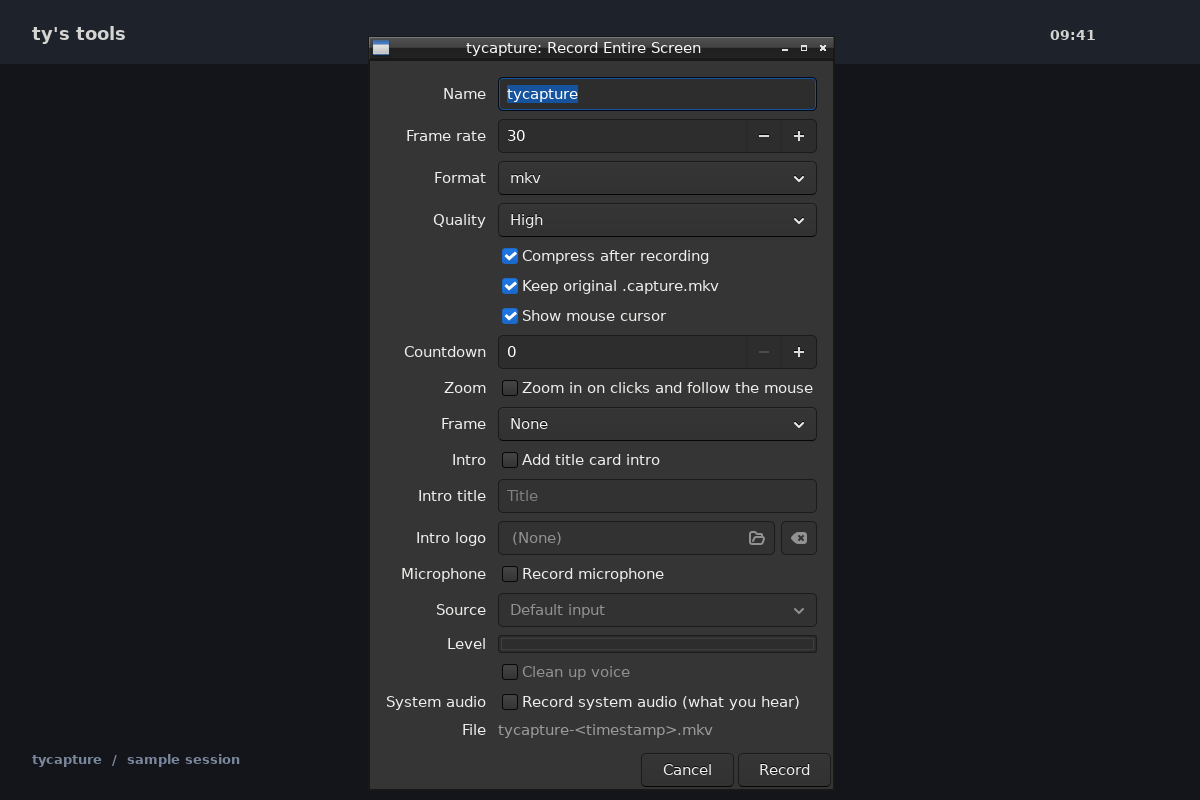 ty's tools
09:41
tycapture: Record Entire Screen
Name tycapture
Frame rate 30
Format mkv
Quality High
Compress after recording
Keep original .capture.mkv
Show mouse cursor
Countdown 0
Zoom Zoom in on clicks and follow the mouse
Frame None
Intro Add title card intro
Intro title Title
Intro logo (None)
Microphone Record microphone
Source Default input
Level
Clean up voice
System audio Record system audio (what you hear)
File tycapture-<timestamp>.mkv
tycapture / sample session
Cancel Record